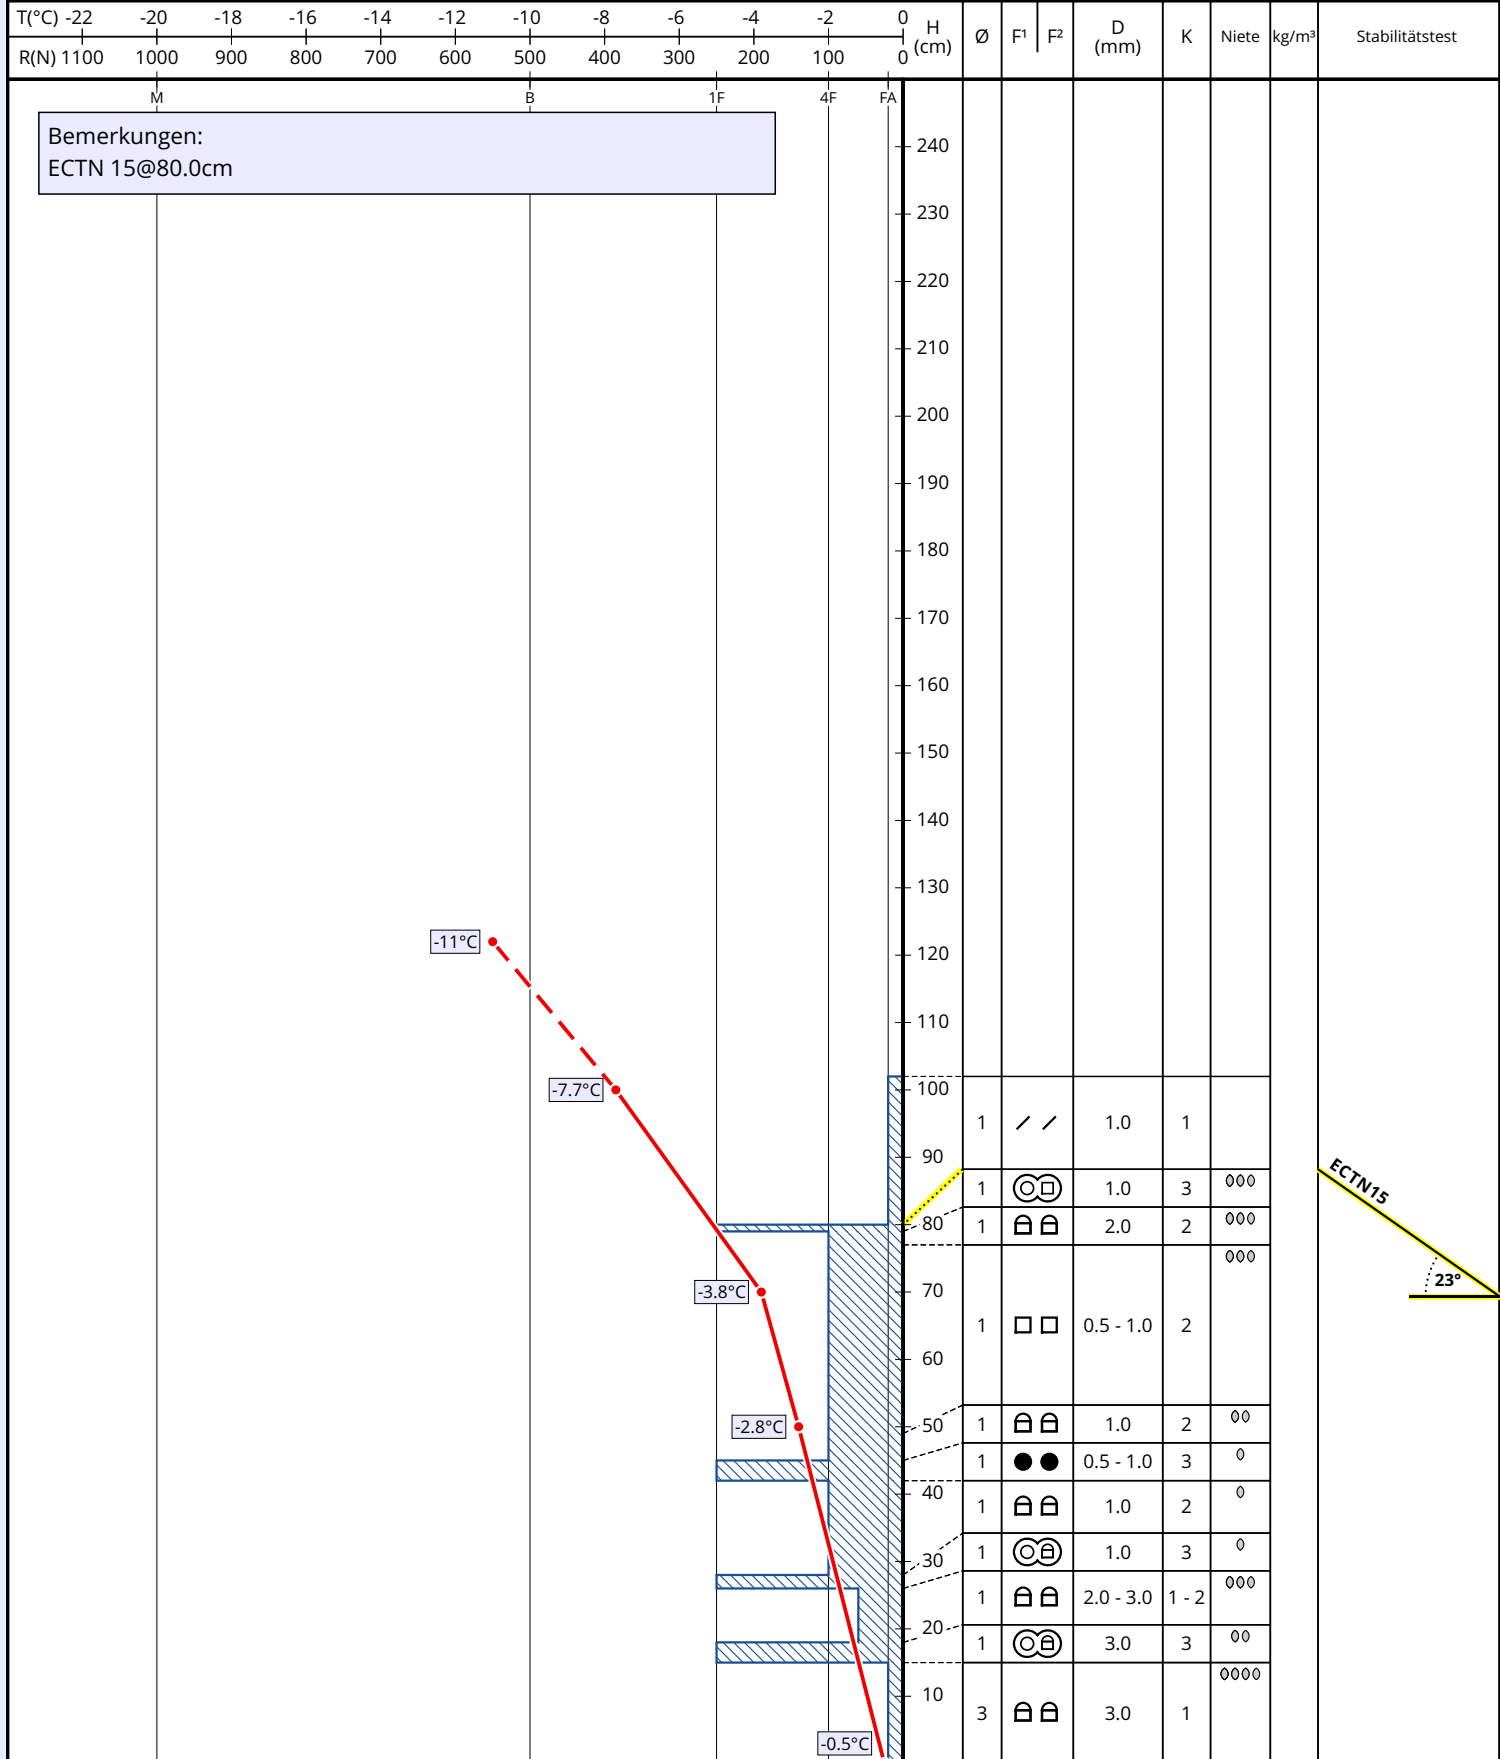 T(°C) -22 -20 -18 -16 -14 -12 -10 -8 -6 -4 -2 0
R(N) 1100 1000 900 800 700 600 500 400 300 200 100 0
H (cm) Ø F¹ F² D (mm) K Niete kg/m³ Stabilitätstest
M B 1F 4F FA
Bemerkungen:
ECTN 15@80.0cm
240
230
220
210
200
190
180
170
160
150
140
130
-11°C
120
110
-7.7°C 100
1 1.0 1
90
1 1.0 3
ECTN15
80
1 2.0 2
23°
-3.8°C 70
1 0.5 - 1.0 2
60
-2.8°C 50
1 1.0 2
1 0.5 - 1.0 3
40
1 1.0 2
30
1 1.0 3
1 2.0 - 3.0 1 - 2
20
1 3.0 3
10
3 3.0 1
-0.5°C